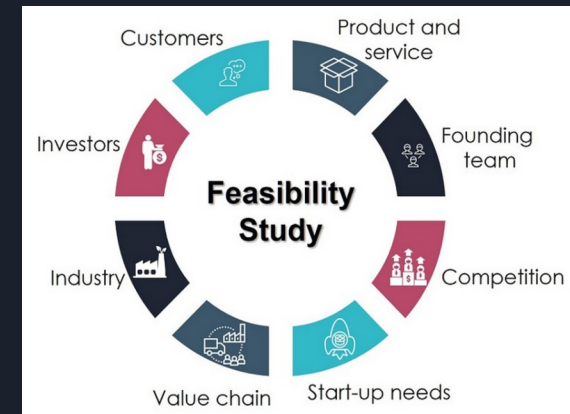 Customers
Product and
service
Investors
Founding
team
Feasibility
Study
Industry
Competition
Value chain
Start-up needs